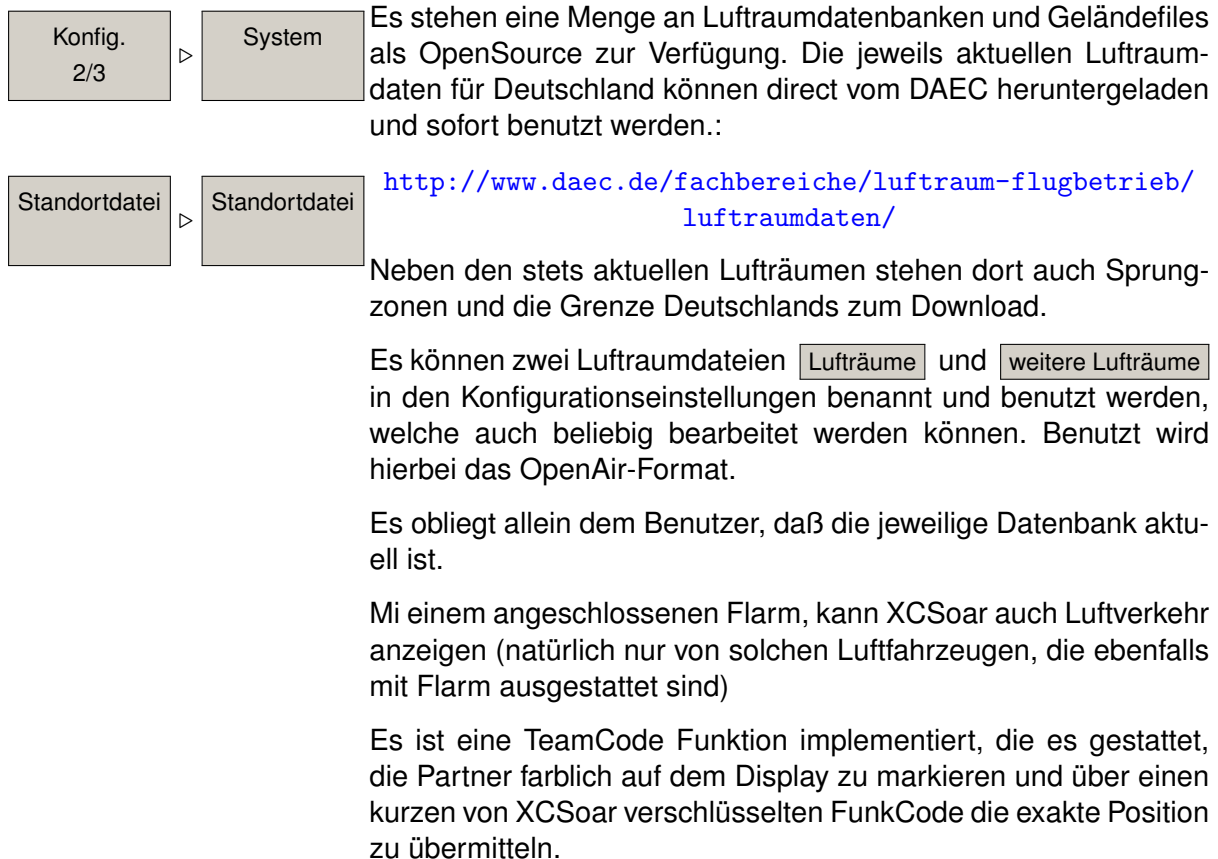 Konfig.
2/3
▷
System
Es stehen eine Menge an Luftraumdatenbanken und Geländefiles
als OpenSource zur Verfügung. Die jeweils aktuellen Luftraum-
daten für Deutschland können direct vom DAEC heruntergeladen
und sofort benutzt werden.:
Standortdatei
▷
Standortdatei
http://www.daec.de/fachbereiche/luftraum-flugbetrieb/
luftraumdaten/
Neben den stets aktuellen Lufträumen stehen dort auch Sprung-
zonen und die Grenze Deutschlands zum Download.
Es können zwei Luftraumdateien Lufträume und weitere Lufträume
in den Konfigurationseinstellungen benannt und benutzt werden,
welche auch beliebig bearbeitet werden können. Benutzt wird
hierbei das OpenAir-Format.
Es obliegt allein dem Benutzer, daß die jeweilige Datenbank aktu-
ell ist.
Mi einem angeschlossenen Flarm, kann XCSoar auch Luftverkehr
anzeigen (natürlich nur von solchen Luftfahrzeugen, die ebenfalls
mit Flarm ausgestattet sind)
Es ist eine TeamCode Funktion implementiert, die es gestattet,
die Partner farblich auf dem Display zu markieren und über einen
kurzen von XCSoar verschlüsselten FunkCode die exakte Position
zu übermitteln.